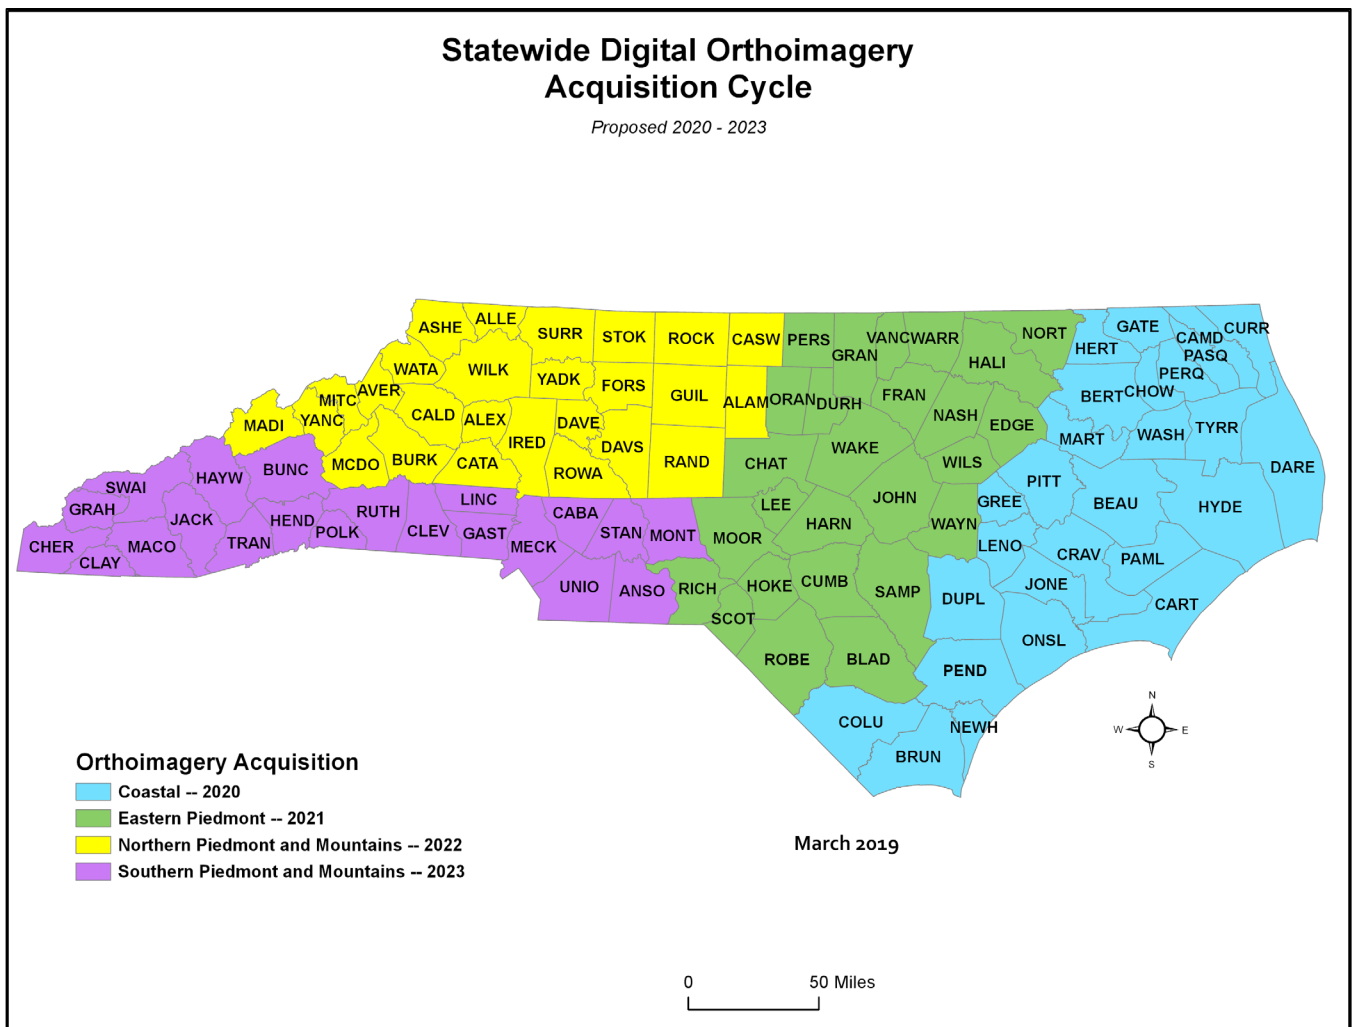 Statewide Digital Orthoimagery
Acquisition Cycle
Proposed 2020 - 2023
ASHE
ALLE
SURR
STOK
ROCK
CASW
PERS
GRAN
VANC
WARR
HALI
NORT
HERT
GATE
CAMD
CURR
PASQ
PERQ
CHOW
BERT
WATA
WILK
YADK
FORS
GUIL
ALAM
ORAN
DURH
FRAN
NASH
EDGE
MART
WASH
TYRR
DARE
MITC
AVER
YANC
MADI
CALD
ALEX
IRED
DAVE
DAVS
RAND
CHAT
WAKE
WILS
PITT
BEAU
HYDE
MCDO
BURK
CATA
ROWA
SWAI
HAYW
BUNC
GRAH
JACK
HEND
RUTH
LINC
CABA
STAN
MONT
MOOR
LEE
HARN
JOHN
WAYN
GREE
LENO
CRAV
PAML
CHER
CLAY
MACO
TRAN
POLK
CLEV
GAST
MECK
UNIO
ANSO
RICH
SCOT
HOKE
CUMB
SAMP
DUPL
JONE
CART
ONSL
ROBE
BLAD
PEND
COLU
BRUN
NEWH
N
W
E
S
Orthoimagery Acquisition
Coastal -- 2020
Eastern Piedmont -- 2021
Northern Piedmont and Mountains -- 2022
Southern Piedmont and Mountains -- 2023
March 2019
0 50 Miles